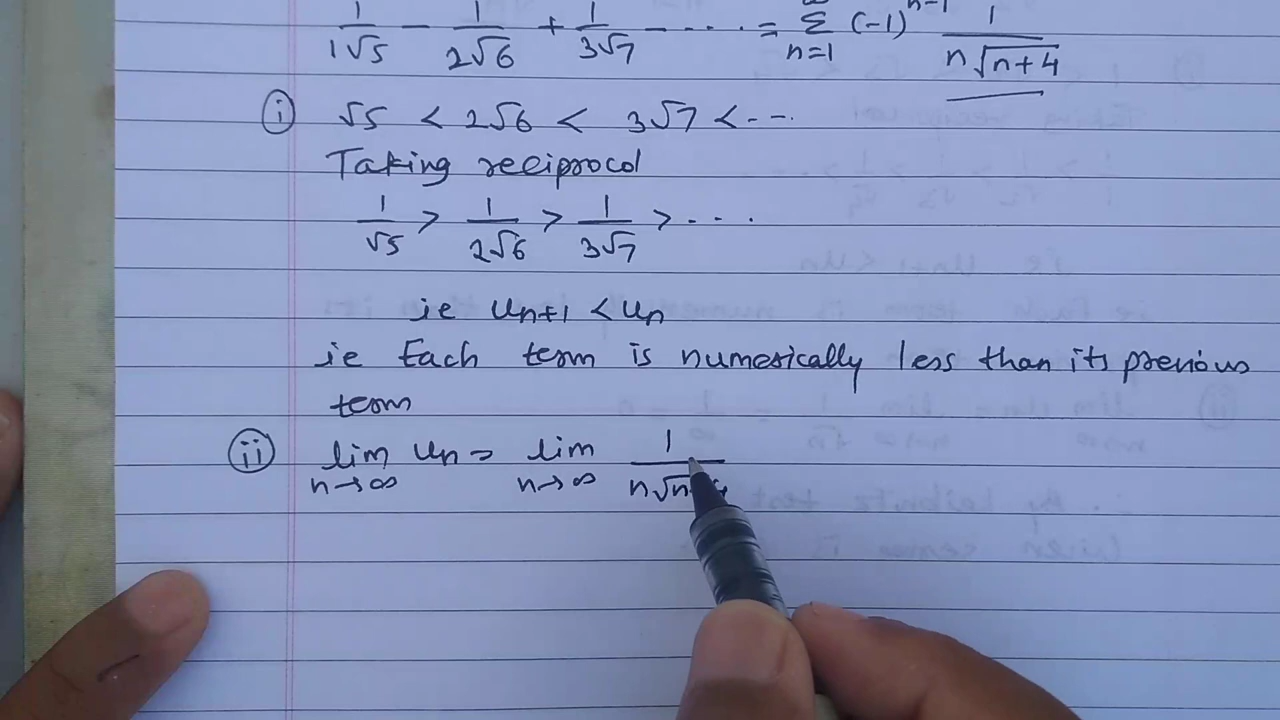 1/1√5 - 1/2√6 + 1/3√7 - ---- = ∑ n=1 ∞ (-1)^n-1 1/n√n+4
(i) √5 < 2√6 < 3√7 < ---
Taking reciprocol
1/√5 > 1/2√6 > 1/3√7 > ---
ie un+1 < un
ie Each term is numerically less than its previous
term
(ii) lim n→∞ un = lim n→∞ 1/n√n+4